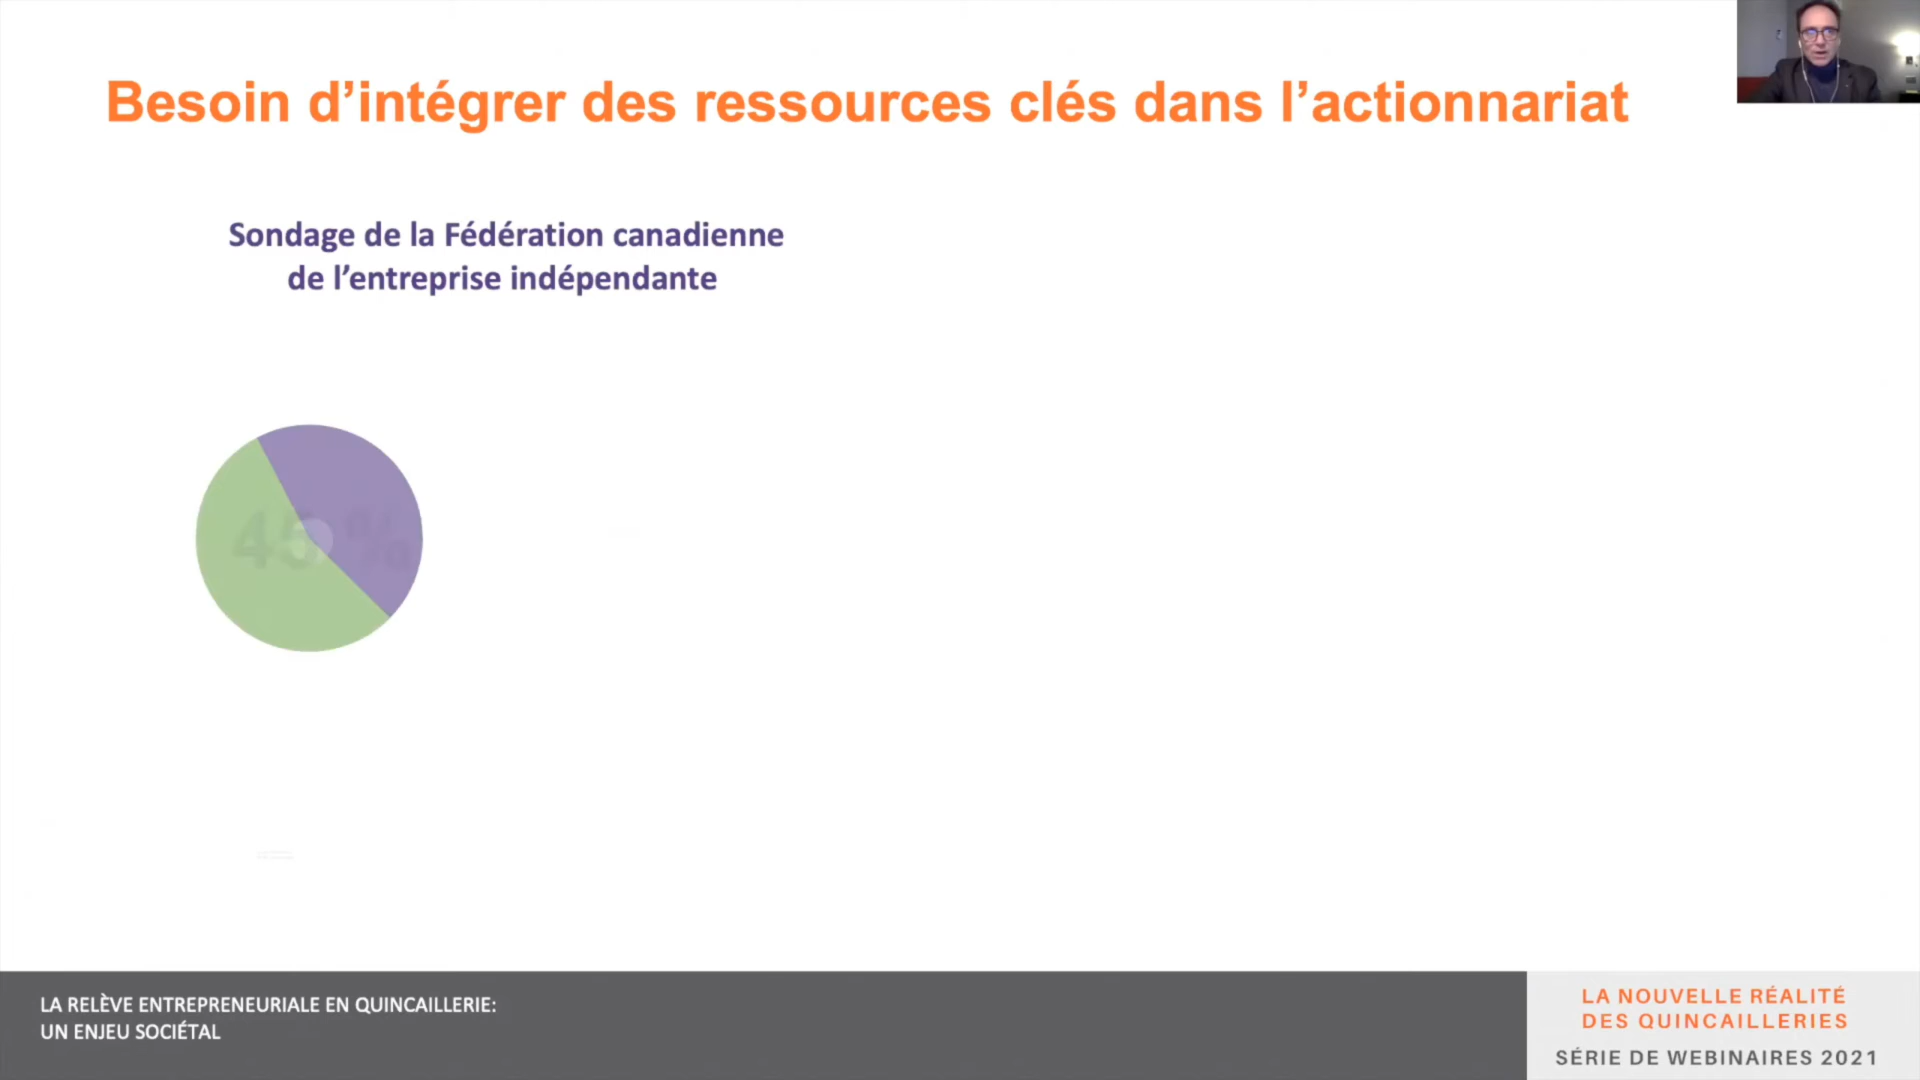 Besoin d’intégrer des ressources clés dans l’actionnariat
Sondage de la Fédération canadienne
de l’entreprise indépendante
45 %
LA RELÈVE ENTREPRENEURIALE EN QUINCAILLERIE:
UN ENJEU SOCIÉTAL
LA NOUVELLE RÉALITÉ
DES QUINCAILLERIES
SÉRIE DE WEBINAIRES 2021